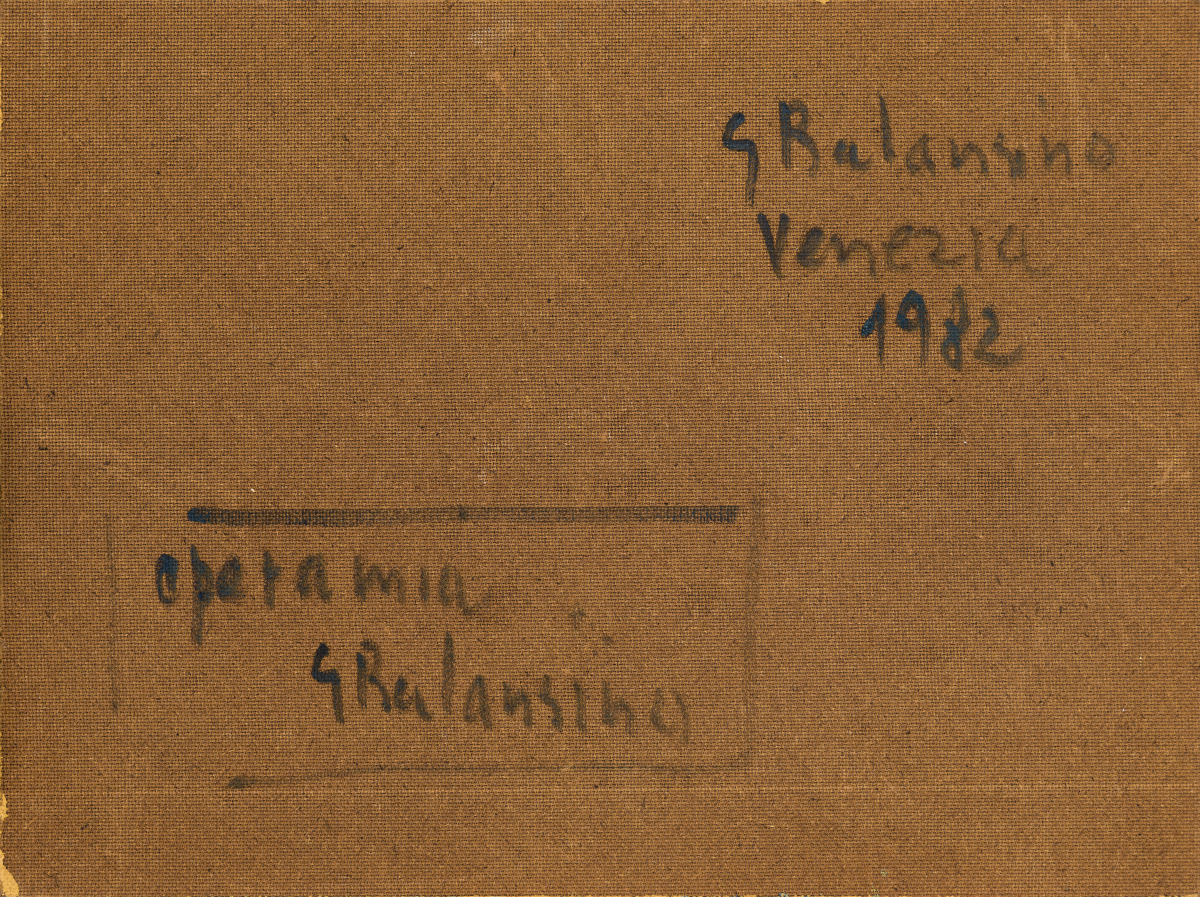 G Balansino
Venezia
1982
opera mia
G Balansino